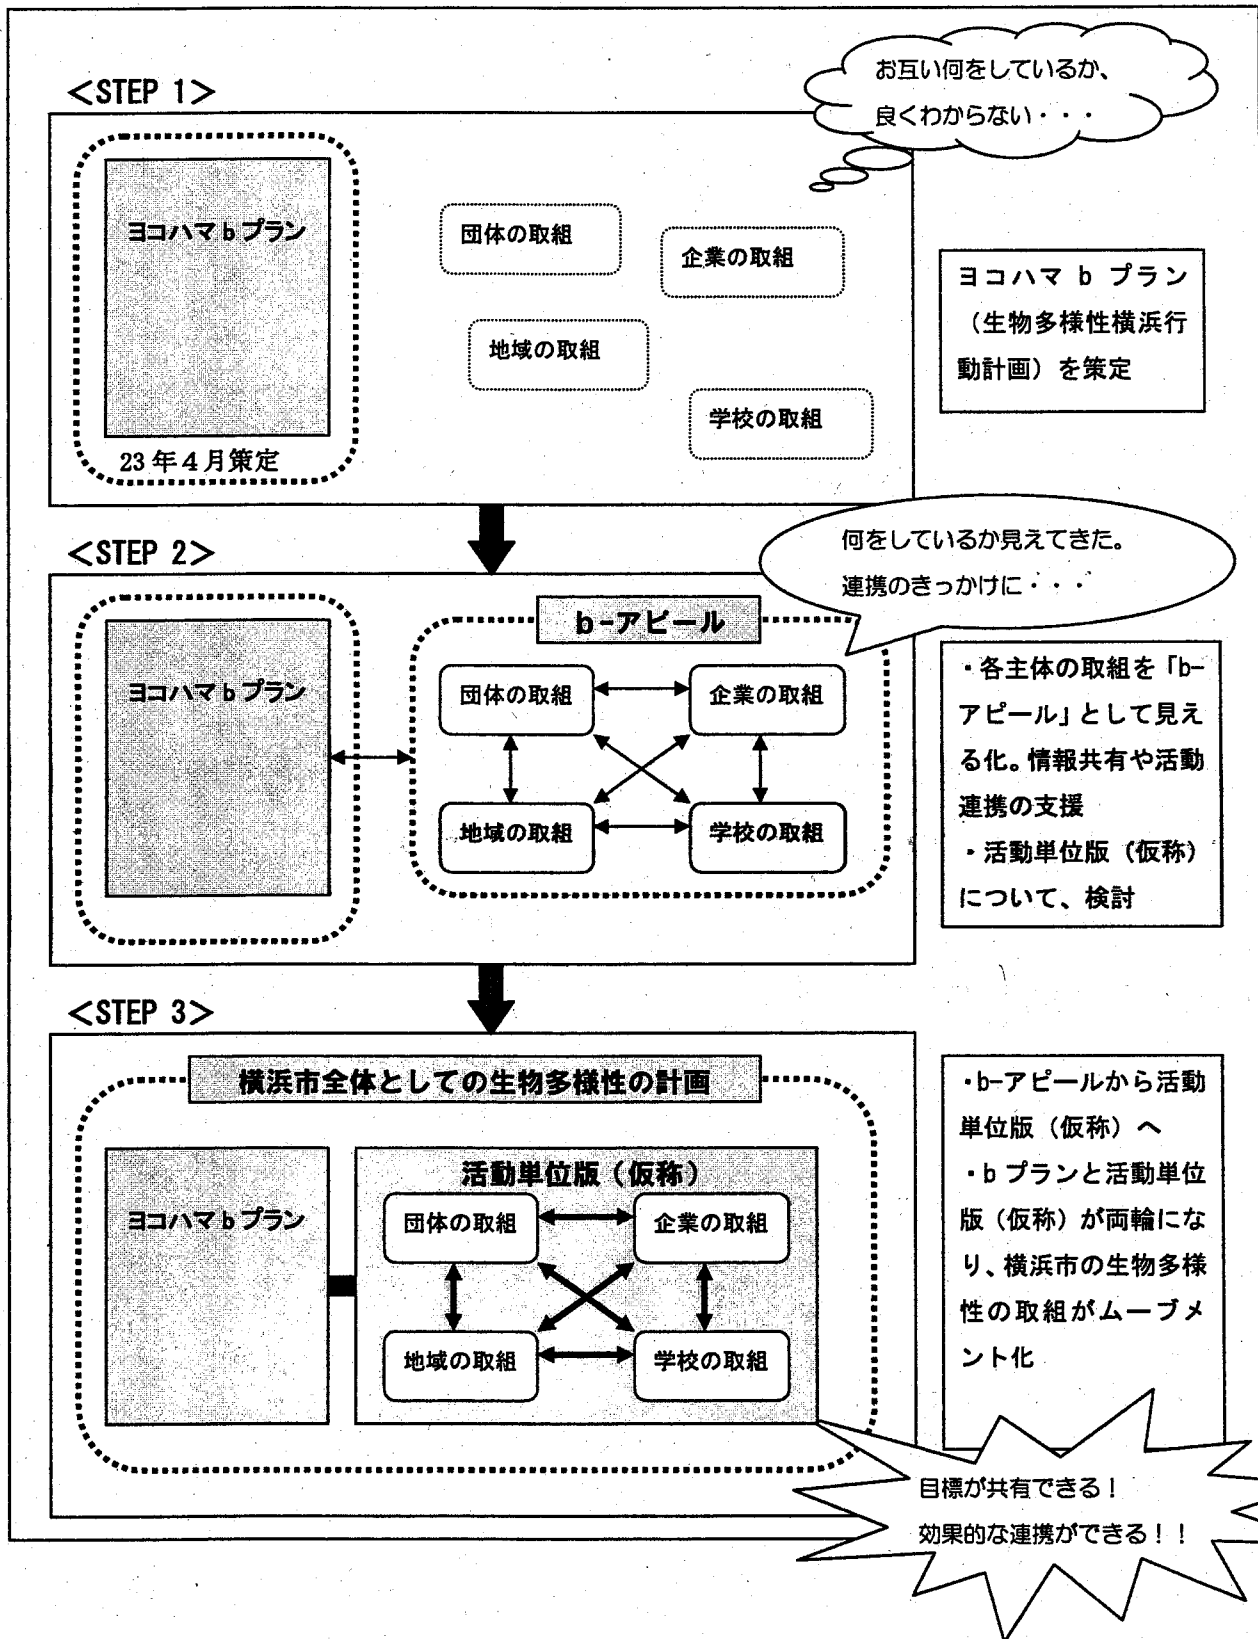 <STEP 1>
お互い何をしているか、
良くわからない・・・
ヨコハマbプラン
23年4月策定
団体の取組
企業の取組
地域の取組
学校の取組
ヨコハマ b プラン
（生物多様性横浜行
動計画）を策定
<STEP 2>
何をしているか見えてきた。
連携のきっかけに・・・
ヨコハマbプラン
b-アピール
団体の取組
企業の取組
地域の取組
学校の取組
・各主体の取組を「b-
アピール」として見え
る化。情報共有や活動
連携の支援
・活動単位版（仮称）
について、検討
<STEP 3>
横浜市全体としての生物多様性の計画
ヨコハマbプラン
活動単位版（仮称）
団体の取組
企業の取組
地域の取組
学校の取組
・b-アピールから活動
単位版（仮称）へ
・bプランと活動単位
版（仮称）が両輪にな
り、横浜市の生物多様
性の取組がムーブメ
ント化
目標が共有できる！
効果的な連携ができる！！